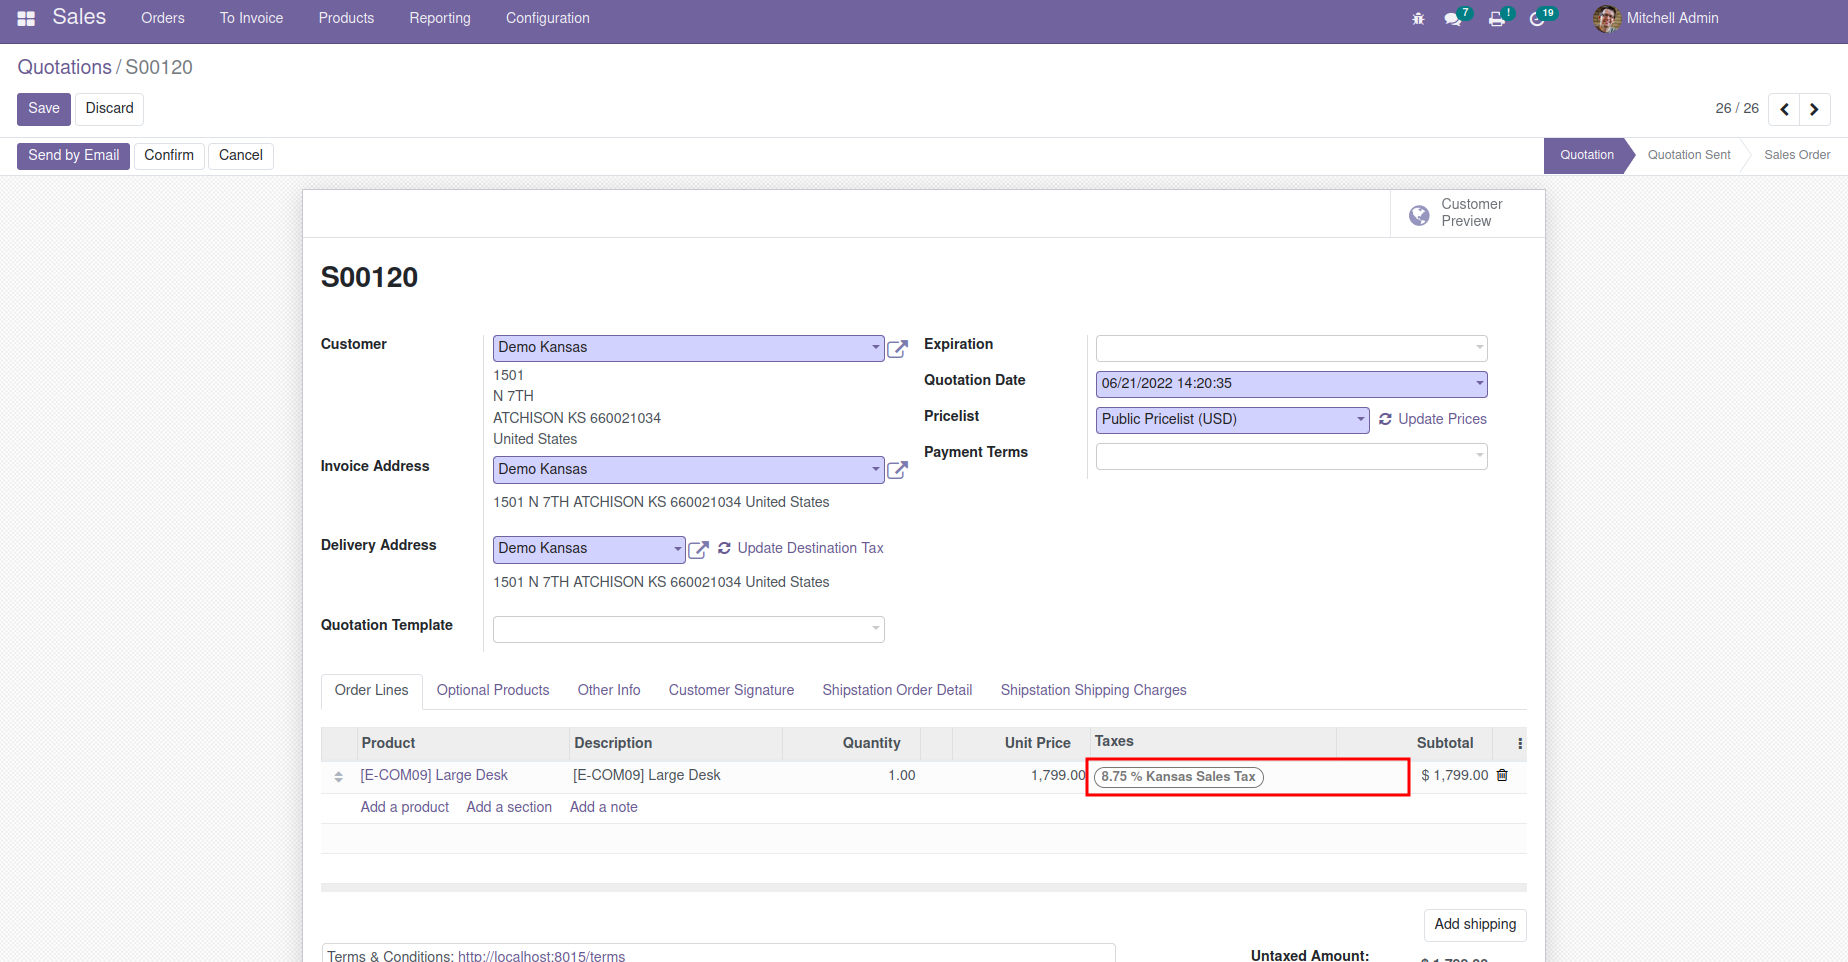 Sales Orders To Invoice Products Reporting Configuration 7 ! 19 Mitchell Admin
Quotations / S00120
Save Discard 26 / 26
Send by Email Confirm Cancel Quotation Quotation Sent Sales Order
Customer
Preview
S00120
Customer Demo Kansas Expiration
1501
N 7TH
ATCHISON KS 660021034
United States
Quotation Date 06/21/2022 14:20:35
Pricelist Public Pricelist (USD) Update Prices
Payment Terms
Invoice Address Demo Kansas
1501 N 7TH ATCHISON KS 660021034 United States
Delivery Address Demo Kansas Update Destination Tax
1501 N 7TH ATCHISON KS 660021034 United States
Quotation Template
Order Lines Optional Products Other Info Customer Signature Shipstation Order Detail Shipstation Shipping Charges
Product Description Quantity Unit Price Taxes Subtotal
[E-COM09] Large Desk [E-COM09] Large Desk 1.00 1,799.00 8.75 % Kansas Sales Tax $ 1,799.00
Add a product Add a section Add a note
Add shipping
Terms & Conditions: http://localhost:8015/terms Untaxed Amount: